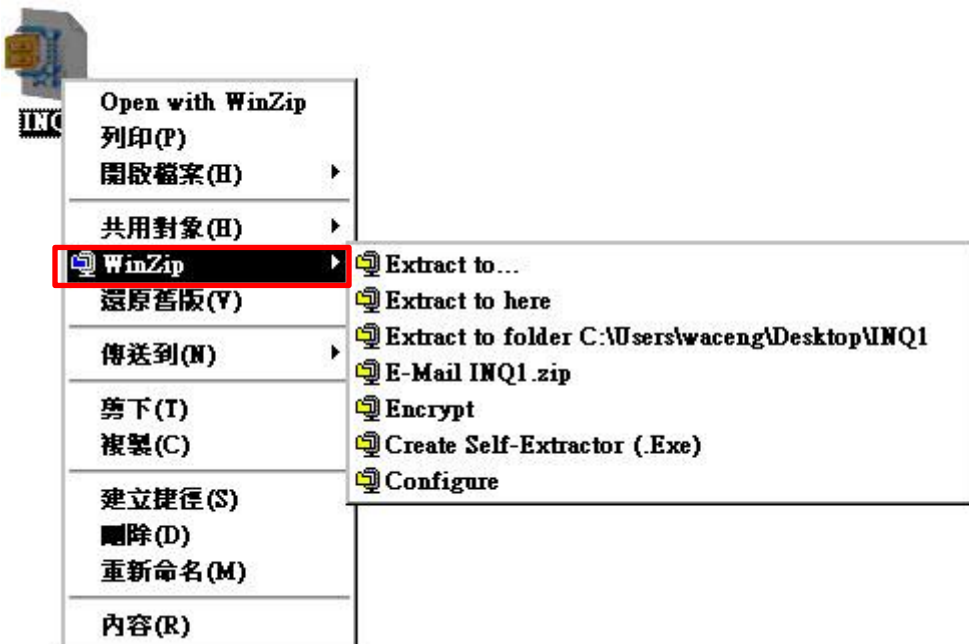 INQ
Open with WinZip
列印(P)
開啟檔案(H)
共用對象(H)
WinZip
還原舊版(V)
傳送到(N)
剪下(T)
複製(C)
建立捷徑(S)
刪除(D)
重新命名(M)
內容(R)
Extract to...
Extract to here
Extract to folder C:\Users\waceng\Desktop\INQ1
E-Mail INQ1.zip
Encrypt
Create Self-Extractor (.Exe)
Configure